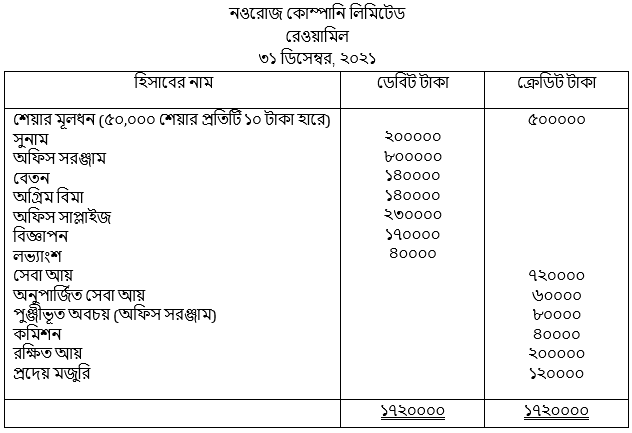 নওরোজ কোম্পানি লিমিটেড
রেওয়ামিল
৩১ ডিসেম্বর, ২০২১
হিসাবের নাম ডেবিট টাকা ক্রেডিট টাকা
শেয়ার মূলধন (৫০,০০০ শেয়ার প্রতিটি ১০ টাকা হারে) ৫০০০০০
সুনাম ২০০০০০
অফিস সরঞ্জাম ৮০০০০০
বেতন ১৪০০০০
অগ্রিম বিমা ১৪০০০০
অফিস সাপ্লাইজ ২৩০০০০
বিজ্ঞাপন ১৭০০০০
লভ্যাংশ ৪০০০০
সেবা আয় ৭২০০০০
অনুপার্জিত সেবা আয় ৬০০০০
পুঞ্জীভূত অবচয় (অফিস সরঞ্জাম) ৮০০০০
কমিশন ৪০০০০
রক্ষিত আয় ২০০০০০
প্রদেয় মজুরি ১২০০০০
১৭২০০০০ ১৭২০০০০